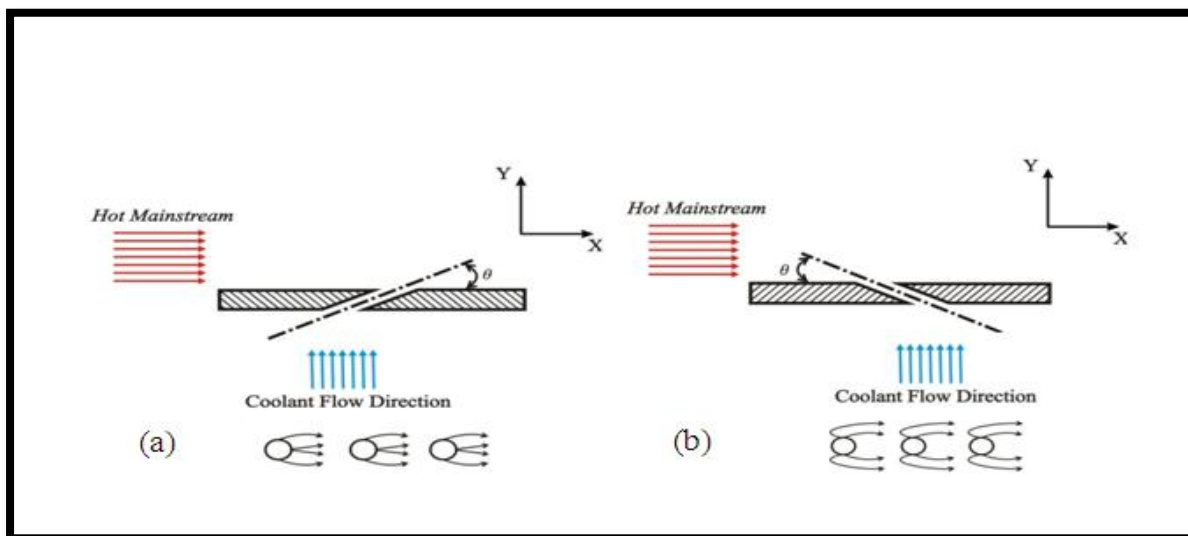 Hot Mainstream
Y
X
θ
Coolant Flow Direction
(a)
Hot Mainstream
Y
X
θ
Coolant Flow Direction
(b)